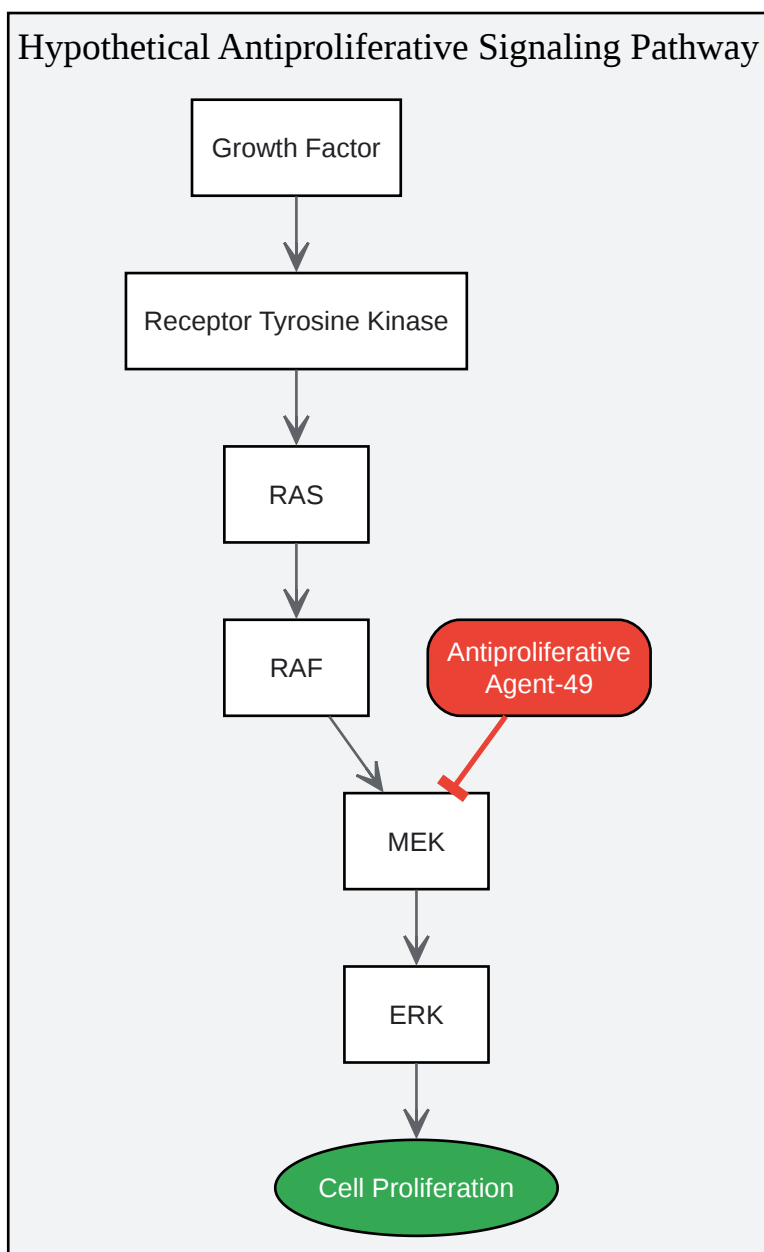 Hypothetical Antiproliferative Signaling Pathway
Growth Factor
Receptor Tyrosine Kinase
RAS
RAF
Antiproliferative
Agent-49
MEK
ERK
Cell Proliferation